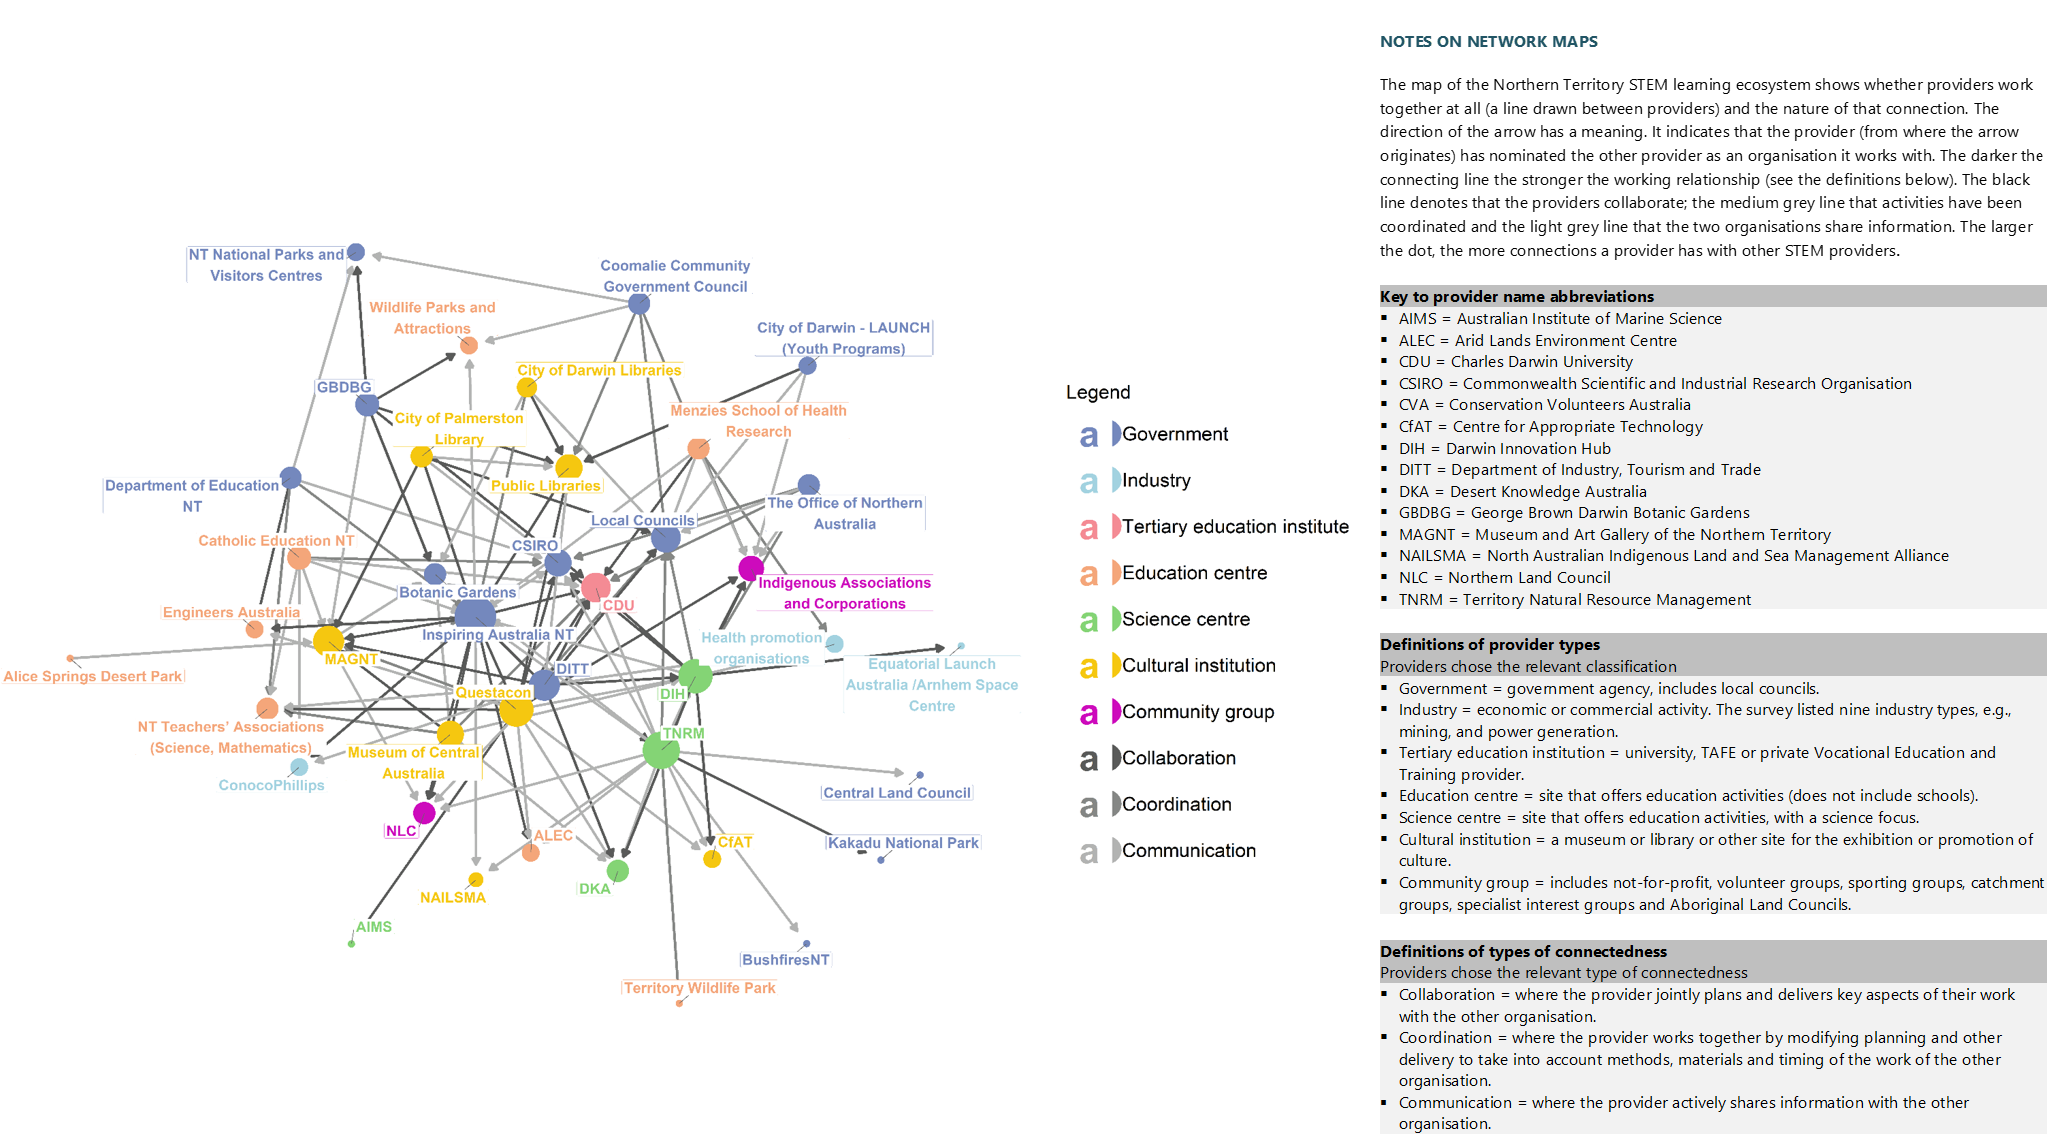 NT National Parks and
Visitors Centres
Coomalie Community
Government Council
Wildlife Parks and
Attractions
City of Darwin - LAUNCH
(Youth Programs)
City of Darwin Libraries
GBDBG
City of Palmerston
Library
Menzies School of Health
Research
Public Libraries
Department of Education
NT
The Office of Northern
Australia
Local Councils
Catholic Education NT
CSIRO
Botanic Gardens
Indigenous Associations
and Corporations
CDU
Engineers Australia
Inspiring Australia NT
Health promotion
organisations
MAGNT
DITT
Equatorial Launch
Australia /Arnhem Space
Centre
Alice Springs Desert Park
Questacon
DIH
NT Teachers' Associations
(Science, Mathematics)
TNRM
Museum of Central
Australia
ConocoPhillips
Central Land Council
NLC
ALEC
CfAT
Kakadu National Park
NAILSMA
DKA
AIMS
BushfiresNT
Territory Wildlife Park
Legend
a Government
a Industry
a Tertiary education institute
a Education centre
a Science centre
a Cultural institution
a Community group
a Collaboration
a Coordination
a Communication
NOTES ON NETWORK MAPS
The map of the Northern Territory STEM learning ecosystem shows whether providers work
together at all (a line drawn between providers) and the nature of that connection. The
direction of the arrow has a meaning. It indicates that the provider (from where the arrow
originates) has nominated the other provider as an organisation it works with. The darker the
connecting line the stronger the working relationship (see the definitions below). The black
line denotes that the providers collaborate; the medium grey line that activities have been
coordinated and the light grey line that the two organisations share information. The larger
the dot, the more connections a provider has with other STEM providers.
Key to provider name abbreviations
▪ AIMS = Australian Institute of Marine Science
▪ ALEC = Arid Lands Environment Centre
▪ CDU = Charles Darwin University
▪ CSIRO = Commonwealth Scientific and Industrial Research Organisation
▪ CVA = Conservation Volunteers Australia
▪ CfAT = Centre for Appropriate Technology
▪ DIH = Darwin Innovation Hub
▪ DITT = Department of Industry, Tourism and Trade
▪ DKA = Desert Knowledge Australia
▪ GBDBG = George Brown Darwin Botanic Gardens
▪ MAGNT = Museum and Art Gallery of the Northern Territory
▪ NAILSMA = North Australian Indigenous Land and Sea Management Alliance
▪ NLC = Northern Land Council
▪ TNRM = Territory Natural Resource Management
Definitions of provider types
Providers chose the relevant classification
▪ Government = government agency, includes local councils.
▪ Industry = economic or commercial activity. The survey listed nine industry types, e.g.,
mining, and power generation.
▪ Tertiary education institution = university, TAFE or private Vocational Education and
Training provider.
▪ Education centre = site that offers education activities (does not include schools).
▪ Science centre = site that offers education activities, with a science focus.
▪ Cultural institution = a museum or library or other site for the exhibition or promotion of
culture.
▪ Community group = includes not-for-profit, volunteer groups, sporting groups, catchment
groups, specialist interest groups and Aboriginal Land Councils.
Definitions of types of connectedness
Providers chose the relevant type of connectedness
▪ Collaboration = where the provider jointly plans and delivers key aspects of their work
with the other organisation.
▪ Coordination = where the provider works together by modifying planning and other
delivery to take into account methods, materials and timing of the work of the other
organisation.
▪ Communication = where the provider actively shares information with the other
organisation.